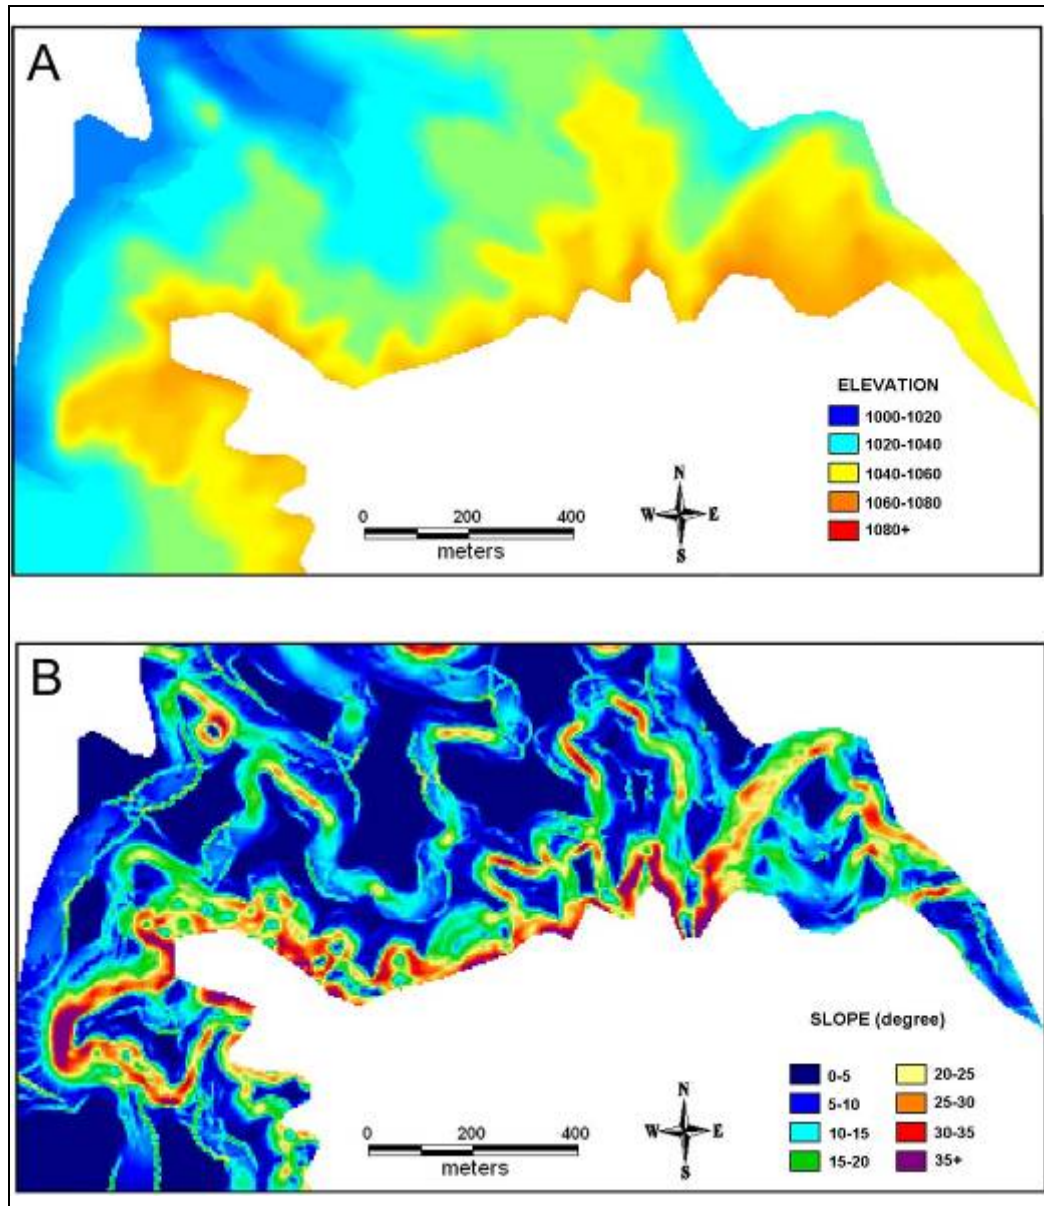 A
ELEVATION
1000-1020
1020-1040
1040-1060
1060-1080
1080+
N
W E
S
0 200 400
meters
B
SLOPE (degree)
0-5 20-25
5-10 25-30
10-15 30-35
15-20 35+
N
W E
S
0 200 400
meters